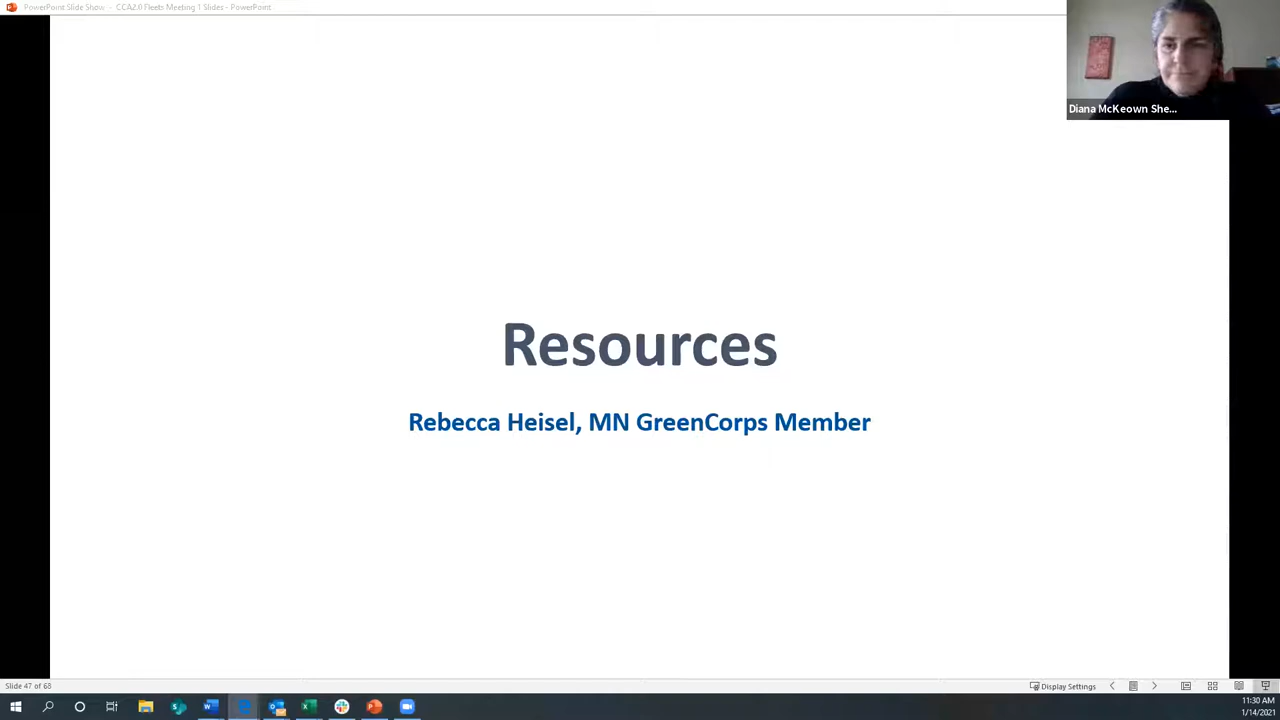 PowerPoint Slide Show - CCA2.0 Fleets Meeting 1 Slides - PowerPoint
Diana McKeown She...
Resources
Rebecca Heisel, MN GreenCorps Member
Slide 47 of 68
Display Settings
11:30 AM
1/14/2021